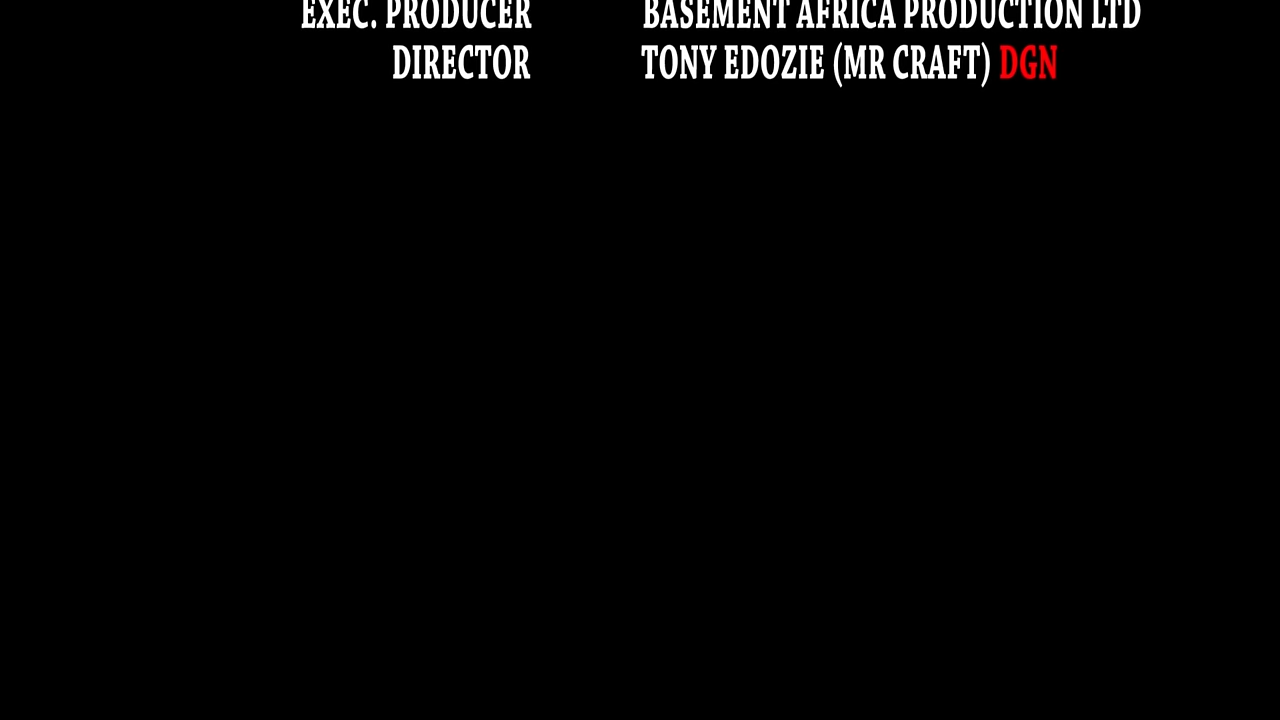 EXEC. PRODUCER BASEMENT AFRICA PRODUCTION LTD
DIRECTOR TONY EDOZIE (MR CRAFT) DGN